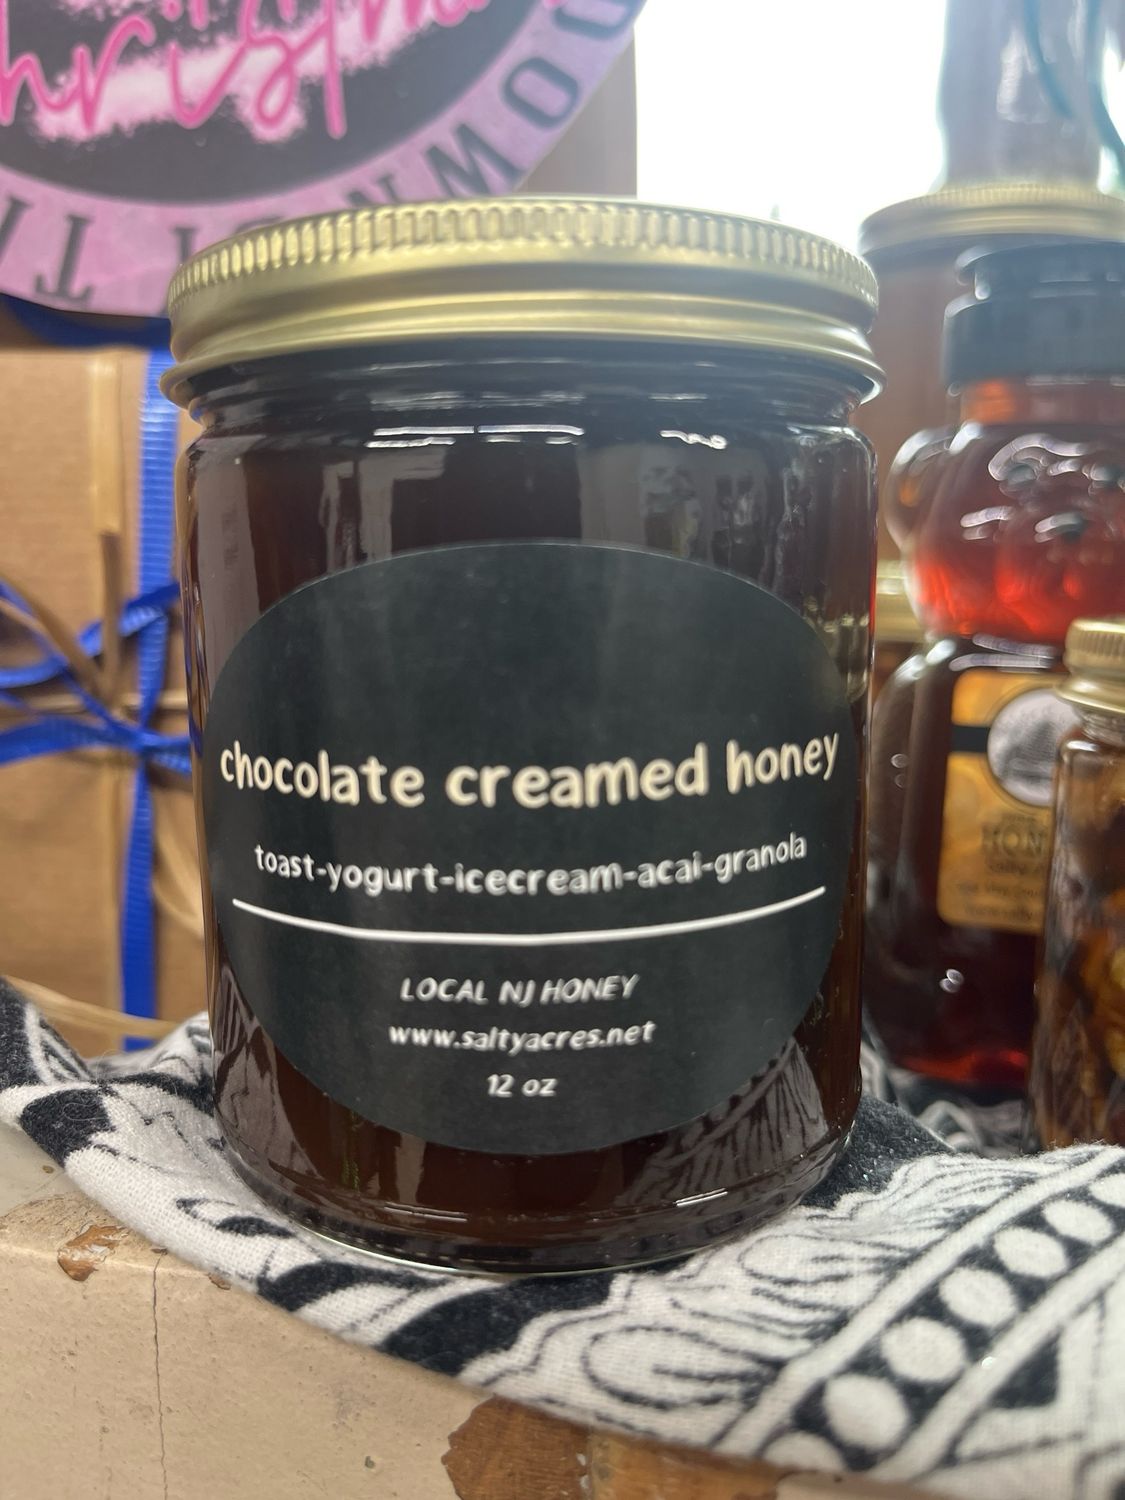 chocolate creamed honey
toast-yogurt-icecream-acai-granola
LOCAL NJ HONEY
www.saltyacres.net
12 oz